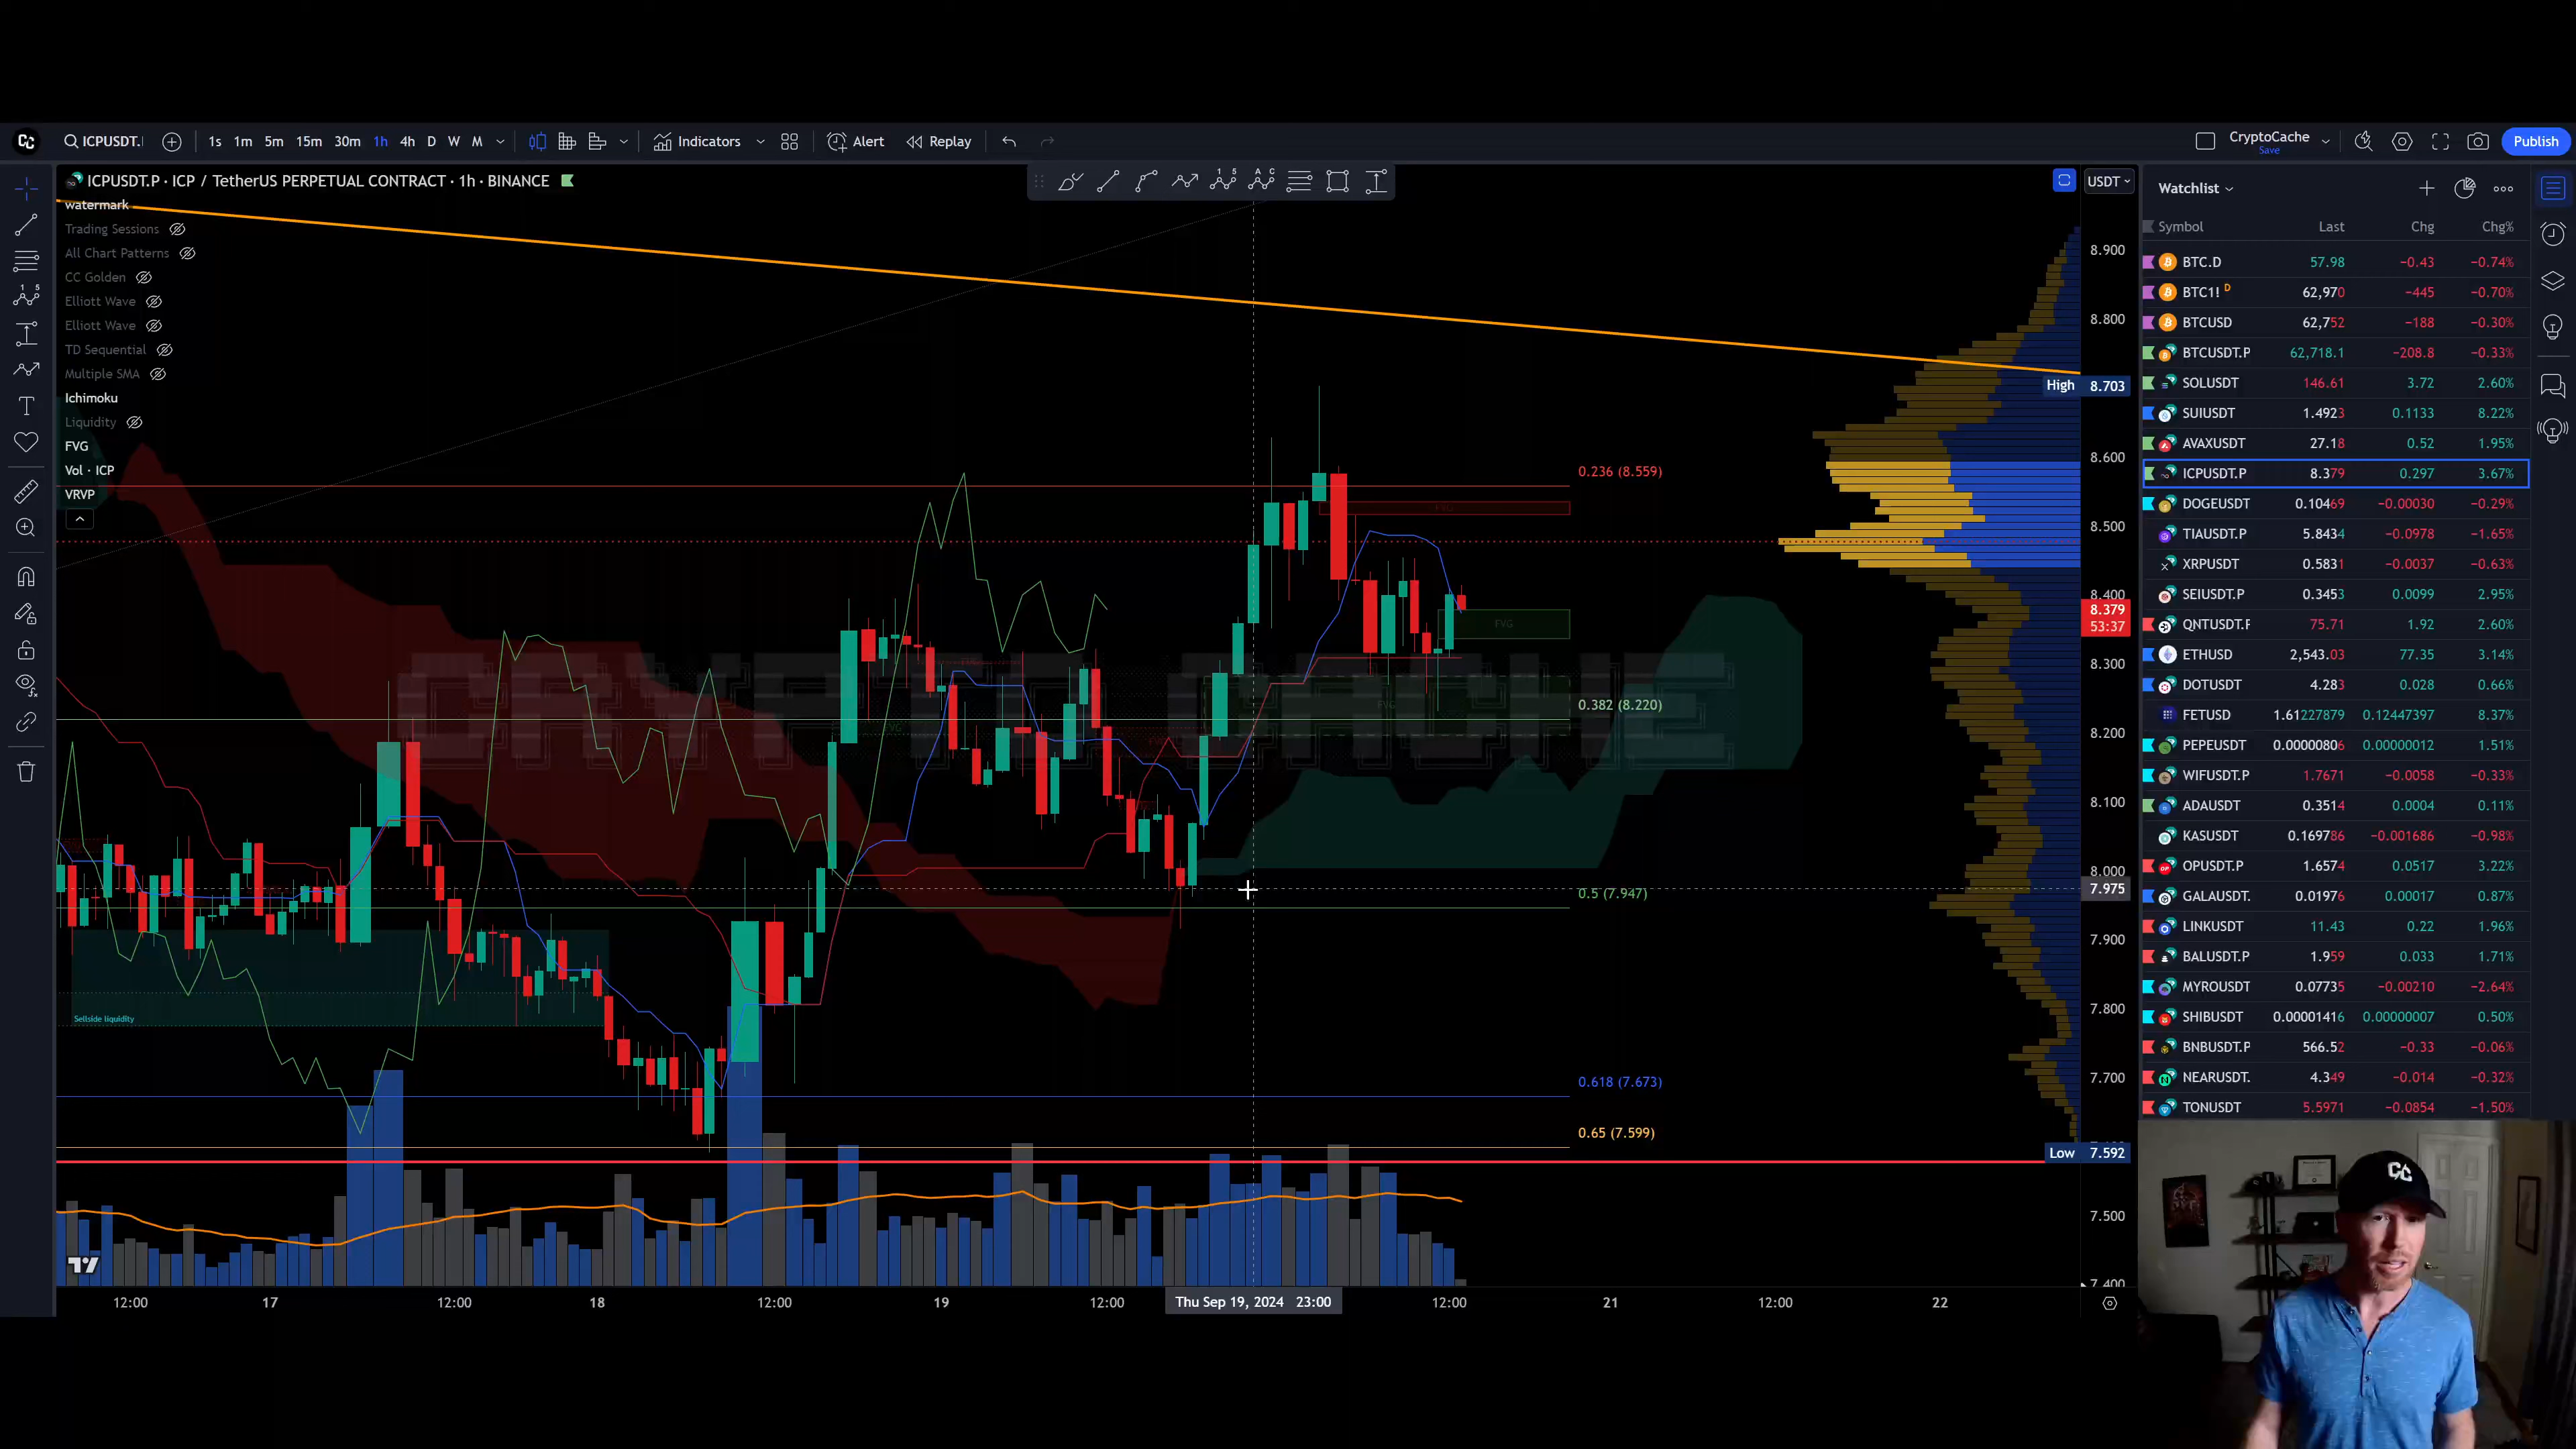 CC ICPUSDT. 1s 1m 5m 15m 30m 1h 4h D W M Indicators Alert Replay CryptoCache Publish
Save
ICPUSDT.P · ICP / TetherUS PERPETUAL CONTRACT · 1h · BINANCE
USDT
watermark
Trading Sessions
All Chart Patterns
CC Golden
Elliott Wave
Elliott Wave
TD Sequential
Multiple SMA
Ichimoku
Liquidity
FVG
Vol · ICP
VRVP
0.236 (8.559)
FVG
FVG
0.382 (8.220)
FVG
0.5 (7.947)
0.618 (7.673)
0.65 (7.599)
Sellside liquidity
CRYPTO CACHE
8.900
8.800
High 8.703
8.600
8.500
8.400
8.379
53:37
8.300
8.200
8.100
8.000
7.975
7.900
7.800
7.700
Low 7.592
7.500
7.400
12:00 17 12:00 18 12:00 19 12:00 Thu Sep 19, 2024 23:00 12:00 21 12:00 22
Watchlist
Symbol Last Chg Chg%
BTC.D 57.98 −0.43 −0.74%
BTC1! D 62,970 −445 −0.70%
BTCUSD 62,752 −188 −0.30%
BTCUSDT.P 62,718.1 −208.8 −0.33%
SOLUSDT 146.61 3.72 2.60%
SUIUSDT 1.4923 0.1133 8.22%
AVAXUSDT 27.18 0.52 1.95%
ICPUSDT.P 8.379 0.297 3.67%
DOGEUSDT 0.10469 −0.00030 −0.29%
TIAUSDT.P 5.8434 −0.0978 −1.65%
XRPUSDT 0.5831 −0.0037 −0.63%
SEIUSDT.P 0.3453 0.0099 2.95%
QNTUSDT.F 75.71 1.92 2.60%
ETHUSD 2,543.03 77.35 3.14%
DOTUSDT 4.283 0.028 0.66%
FETUSD 1.61227879 0.12447397 8.37%
PEPEUSDT 0.00000806 0.00000012 1.51%
WIFUSDT.P 1.7671 −0.0058 −0.33%
ADAUSDT 0.3514 0.0004 0.11%
KASUSDT 0.169786 −0.001686 −0.98%
OPUSDT.P 1.6574 0.0517 3.22%
GALAUSDT. 0.01976 0.00017 0.87%
LINKUSDT 11.43 0.22 1.96%
BALUSDT.P 1.959 0.033 1.71%
MYROUSDT 0.07735 −0.00210 −2.64%
SHIBUSDT 0.00001416 0.00000007 0.50%
BNBUSDT.P 566.52 −0.33 −0.06%
NEARUSDT. 4.349 −0.014 −0.32%
TONUSDT 5.5971 −0.0854 −1.50%
CC